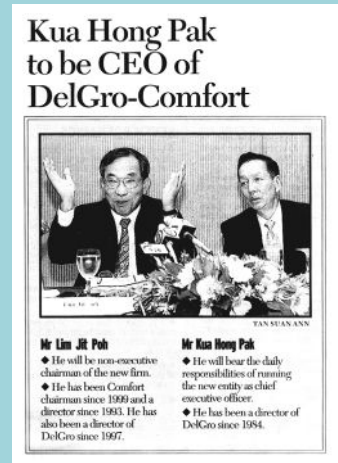 Kua Hong Pak
to be CEO of
DelGro-Comfort
TAN SUAN ANN
Mr Lim Jit Poh
◆ He will be non-executive
chairman of the new firm.
◆ He has been Comfort
chairman since 1999 and a
director since 1993. He has
also been a director of
DelGro since 1997.
Mr Kua Hong Pak
◆ He will bear the daily
responsibilities of running
the new entity as chief
executive officer.
◆ He has been a director of
DelGro since 1984.